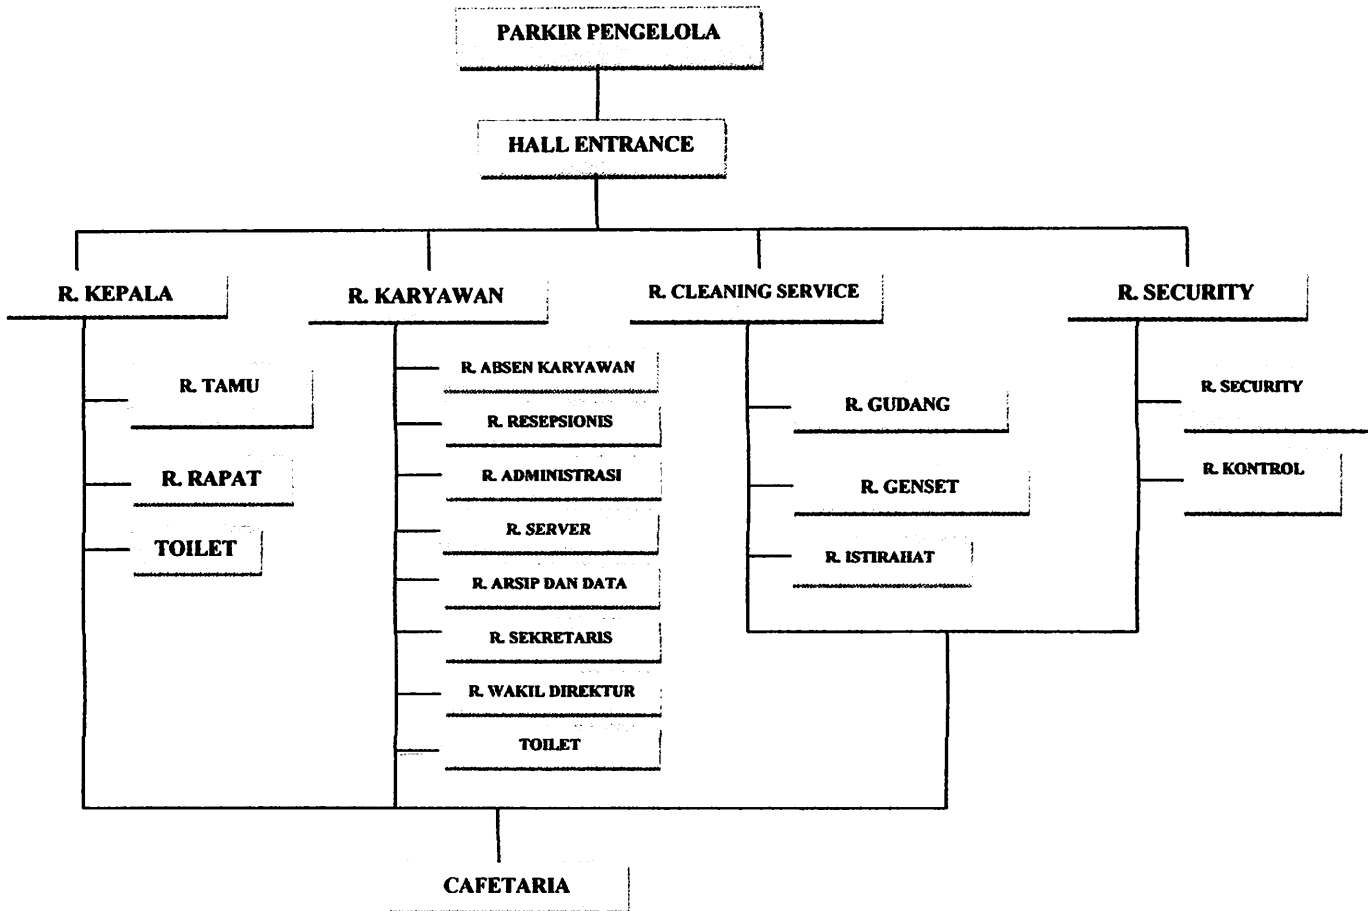 PARKIR PENGELOLA
HALL ENTRANCE
R. KEPALA
R. KARYAWAN
R. CLEANING SERVICE
R. SECURITY
R. TAMU
R. RAPAT
TOILET
R. ABSEN KARYAWAN
R. RESEPSIONIS
R. ADMINISTRASI
R. SERVER
R. ARSIP DAN DATA
R. SEKRETARIS
R. WAKIL DIREKTUR
TOILET
R. GUDANG
R. GENSET
R. ISTIRAHAT
R. SECURITY
R. KONTROL
CAFETARIA